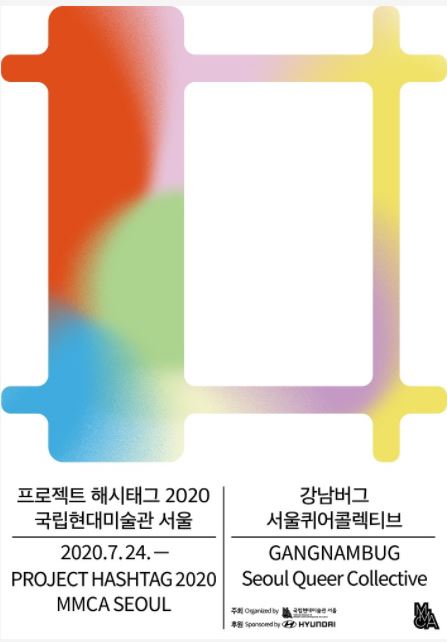 프로젝트 해시태그 2020
국립현대미술관 서울
2020.7.24.—
PROJECT HASHTAG 2020
MMCA SEOUL
강남버그
서울퀴어콜렉티브
GANGNAMBUG
Seoul Queer Collective
주최 Organized by 국립현대미술관 서울
후원 Sponsored by HYUNDAI
MMCA